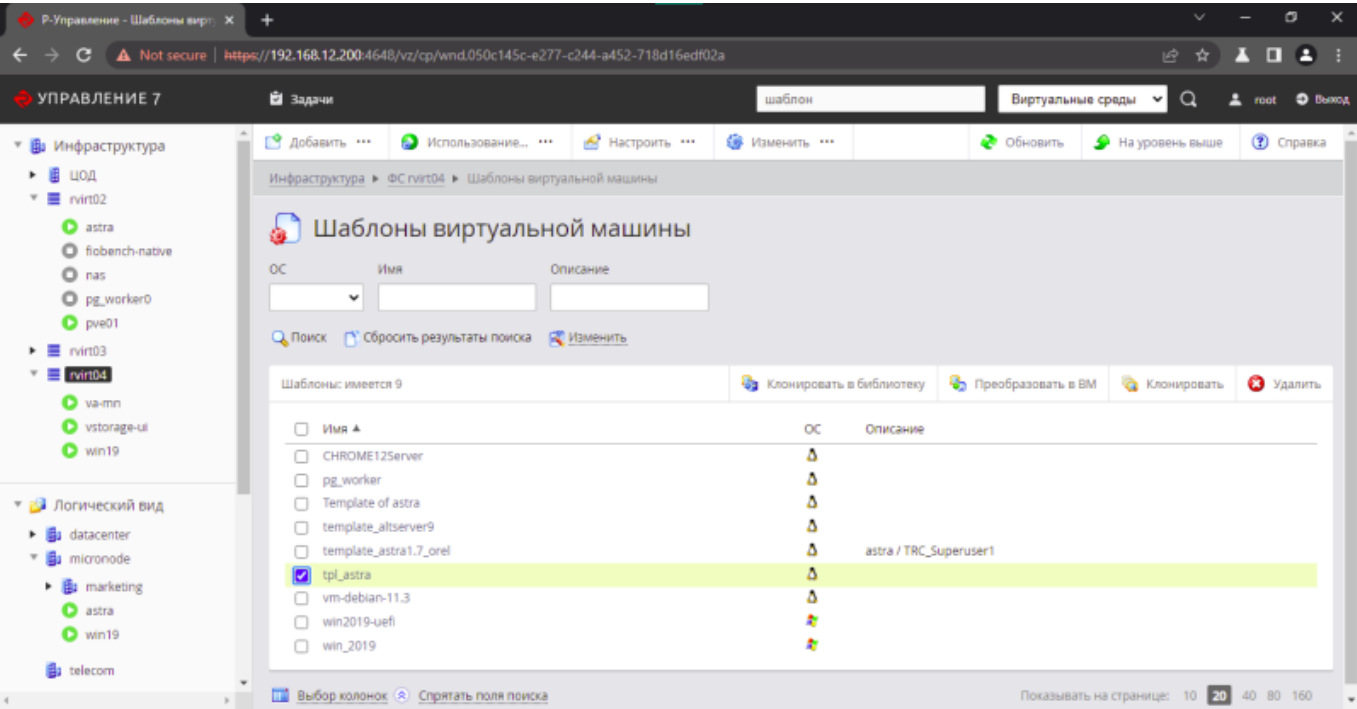 Р-Управление - Шаблоны вирт
Not secure https://192.168.12.200:4648/vz/cp/wnd.050c145c-e277-c244-a452-718d16edf02a
УПРАВЛЕНИЕ 7
Задачи
шаблон
Виртуальные среды
root
Выход
Инфраструктура
ЦОД
rvirt02
astra
fiobench-native
nas
pg_worker0
pve01
rvirt03
rvirt04
va-mn
vstorage-ui
win19
Логический вид
datacenter
micronode
marketing
astra
win19
telecom
Добавить ••• Использование... ••• Настроить ••• Изменить ••• Обновить На уровень выше Справка
Инфраструктура ▶ ФС rvirt04 ▶ Шаблоны виртуальной машины
Шаблоны виртуальной машины
ОС Имя Описание
Поиск Сбросить результаты поиска Изменить
Шаблоны: имеется 9 Клонировать в библиотеку Преобразовать в ВМ Клонировать Удалить
Имя ОС Описание
CHROME12Server
pg_worker
Template of astra
template_altserver9
template_astra1.7_orel astra / TRC_Superuser1
tpl_astra
vm-debian-11.3
win2019-uefi
win_2019
Выбор колонок Спрятать поля поиска Показывать на странице: 10 20 40 80 160